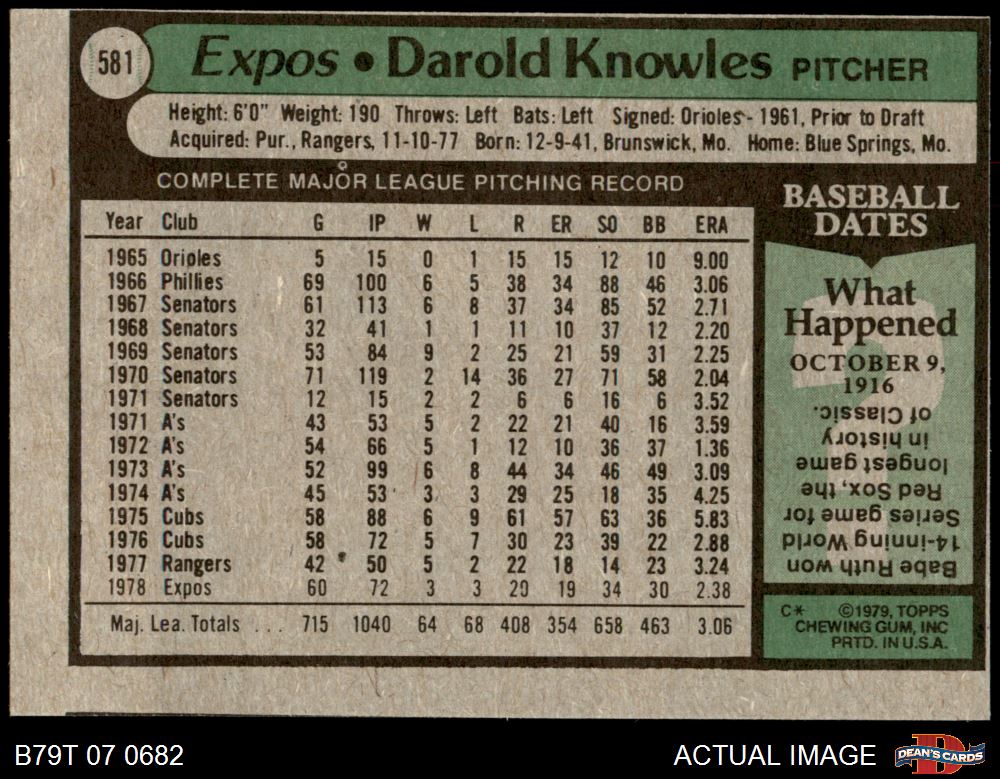 581
Expos • Darold Knowles PITCHER
Height: 6'0" Weight: 190 Throws: Left Bats: Left Signed: Orioles - 1961, Prior to Draft
Acquired: Pur., Rangers, 11-10-77 Born: 12-9-41, Brunswick, Mo. Home: Blue Springs, Mo.
COMPLETE MAJOR LEAGUE PITCHING RECORD
Year Club G IP W L R ER SO BB ERA
1965 Orioles 5 15 0 1 15 15 12 10 9.00
1966 Phillies 69 100 6 5 38 34 88 46 3.06
1967 Senators 61 113 6 8 37 34 85 52 2.71
1968 Senators 32 41 1 1 11 10 37 12 2.20
1969 Senators 53 84 9 2 25 21 59 31 2.25
1970 Senators 71 119 2 14 36 27 71 58 2.04
1971 Senators 12 15 2 2 6 6 16 6 3.52
1971 A's 43 53 5 2 22 21 40 16 3.59
1972 A's 54 66 5 1 12 10 36 37 1.36
1973 A's 52 99 6 8 44 34 46 49 3.09
1974 A's 45 53 3 3 29 25 18 35 4.25
1975 Cubs 58 88 6 9 61 57 63 36 5.83
1976 Cubs 58 72 5 7 30 23 39 22 2.88
1977 Rangers 42 50 5 2 22 18 14 23 3.24
1978 Expos 60 72 3 3 20 19 34 30 2.38
Maj. Lea. Totals ... 715 1040 64 68 408 354 658 463 3.06
BASEBALL
DATES
What
Happened
OCTOBER 9,
1916
Babe Ruth won
14-inning World
Series game for
Red Sox, the
longest game
in history
of Classic.
C* ©1979, TOPPS
CHEWING GUM, INC
PRTD. IN U.S.A.
B79T 07 0682
ACTUAL IMAGE
DEAN'S CARDS